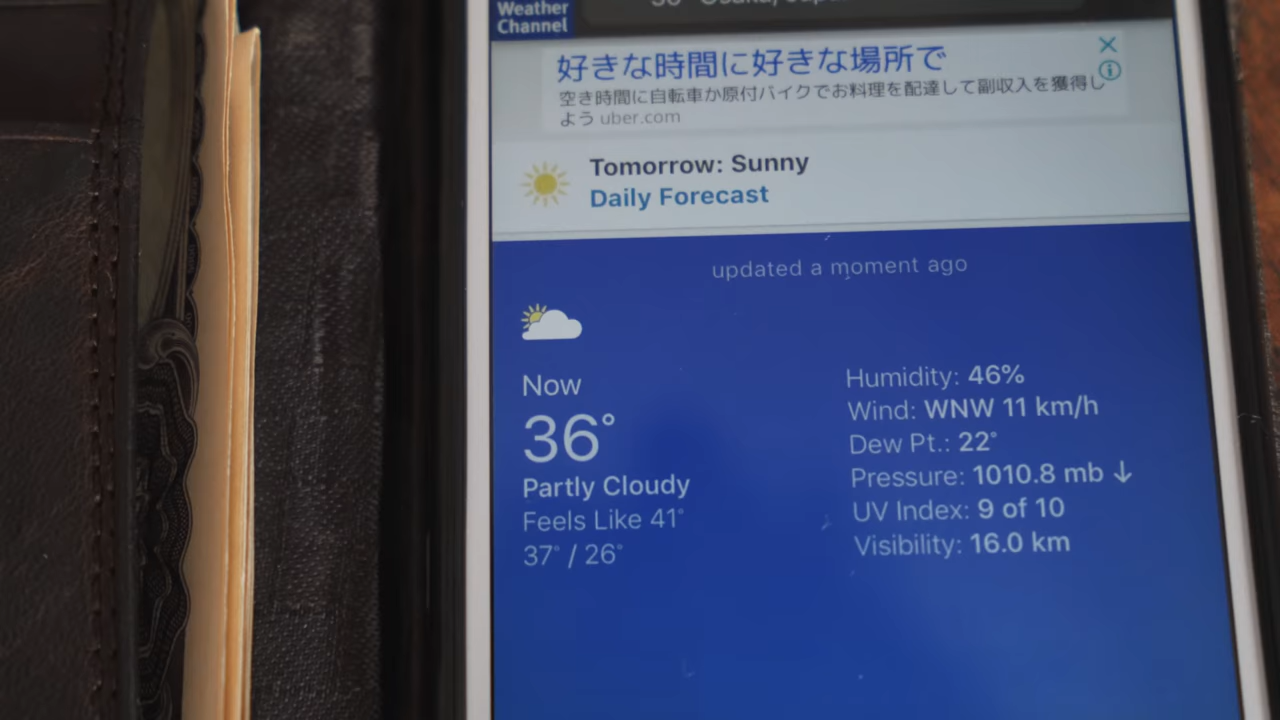 Weather
Channel
36° Osaka, Japan
好きな時間に好きな場所で
空き時間に自転車か原付バイクでお料理を配達して副収入を獲得し
よう uber.com
Tomorrow: Sunny
Daily Forecast
updated a moment ago
Now
36°
Partly Cloudy
Feels Like 41°
37° / 26°
Humidity: 46%
Wind: WNW 11 km/h
Dew Pt.: 22°
Pressure: 1010.8 mb ↓
UV Index: 9 of 10
Visibility: 16.0 km